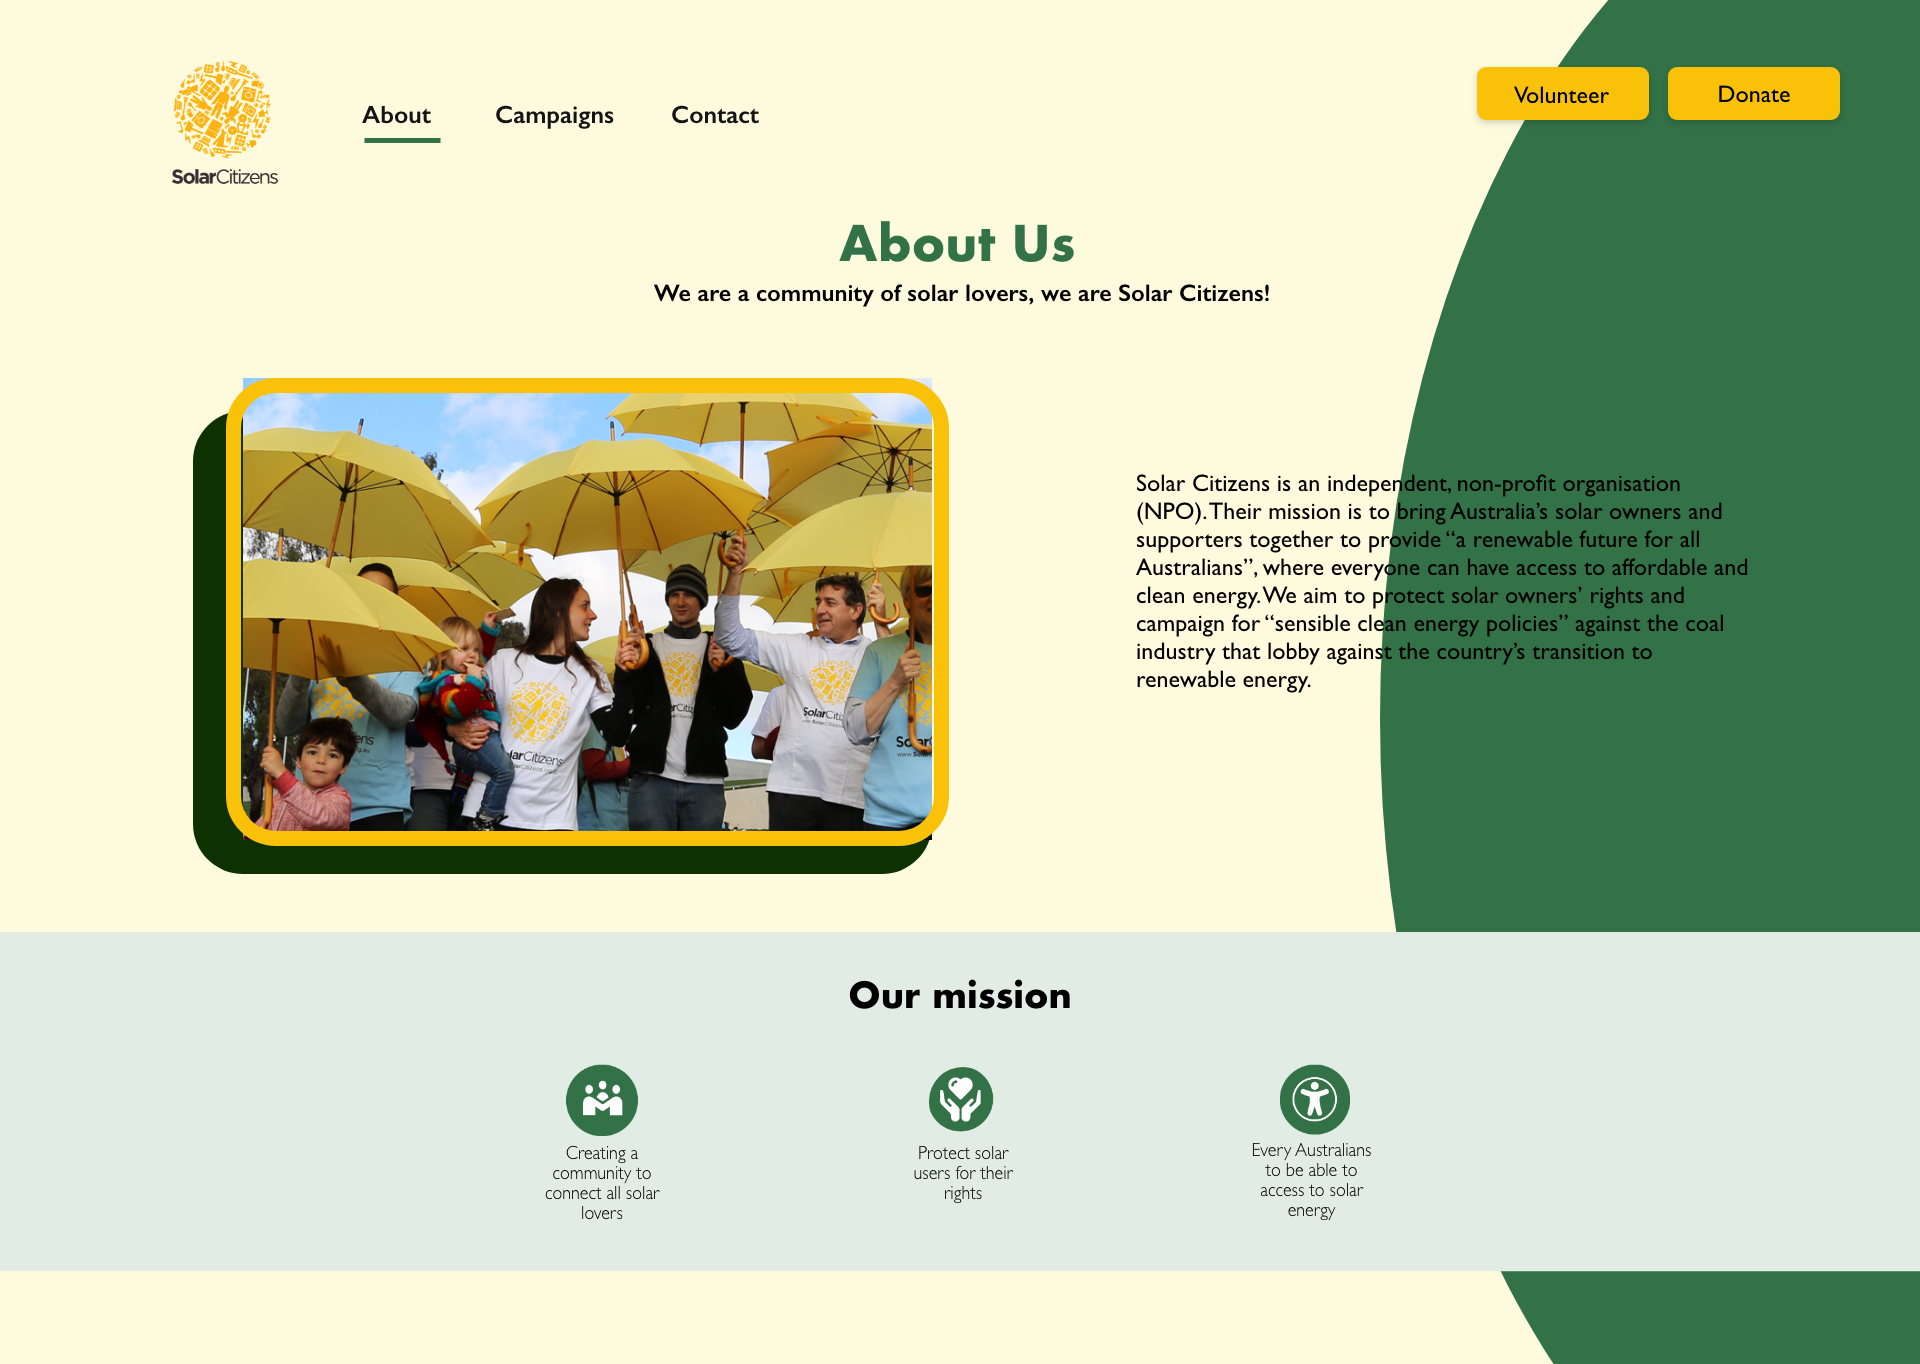 SolarCitizens
About
Campaigns
Contact
Volunteer
Donate
About Us
We are a community of solar lovers, we are Solar Citizens!
Solar Citizens is an independent, non-profit organisation
(NPO). Their mission is to bring Australia’s solar owners and
supporters together to provide “a renewable future for all
Australians”, where everyone can have access to affordable and
clean energy. We aim to protect solar owners’ rights and
campaign for “sensible clean energy policies” against the coal
industry that lobby against the country’s transition to
renewable energy.
larCitizens
SolarCiti
Our mission
Creating a
community to
connect all solar
lovers
Protect solar
users for their
rights
Every Australians
to be able to
access to solar
energy